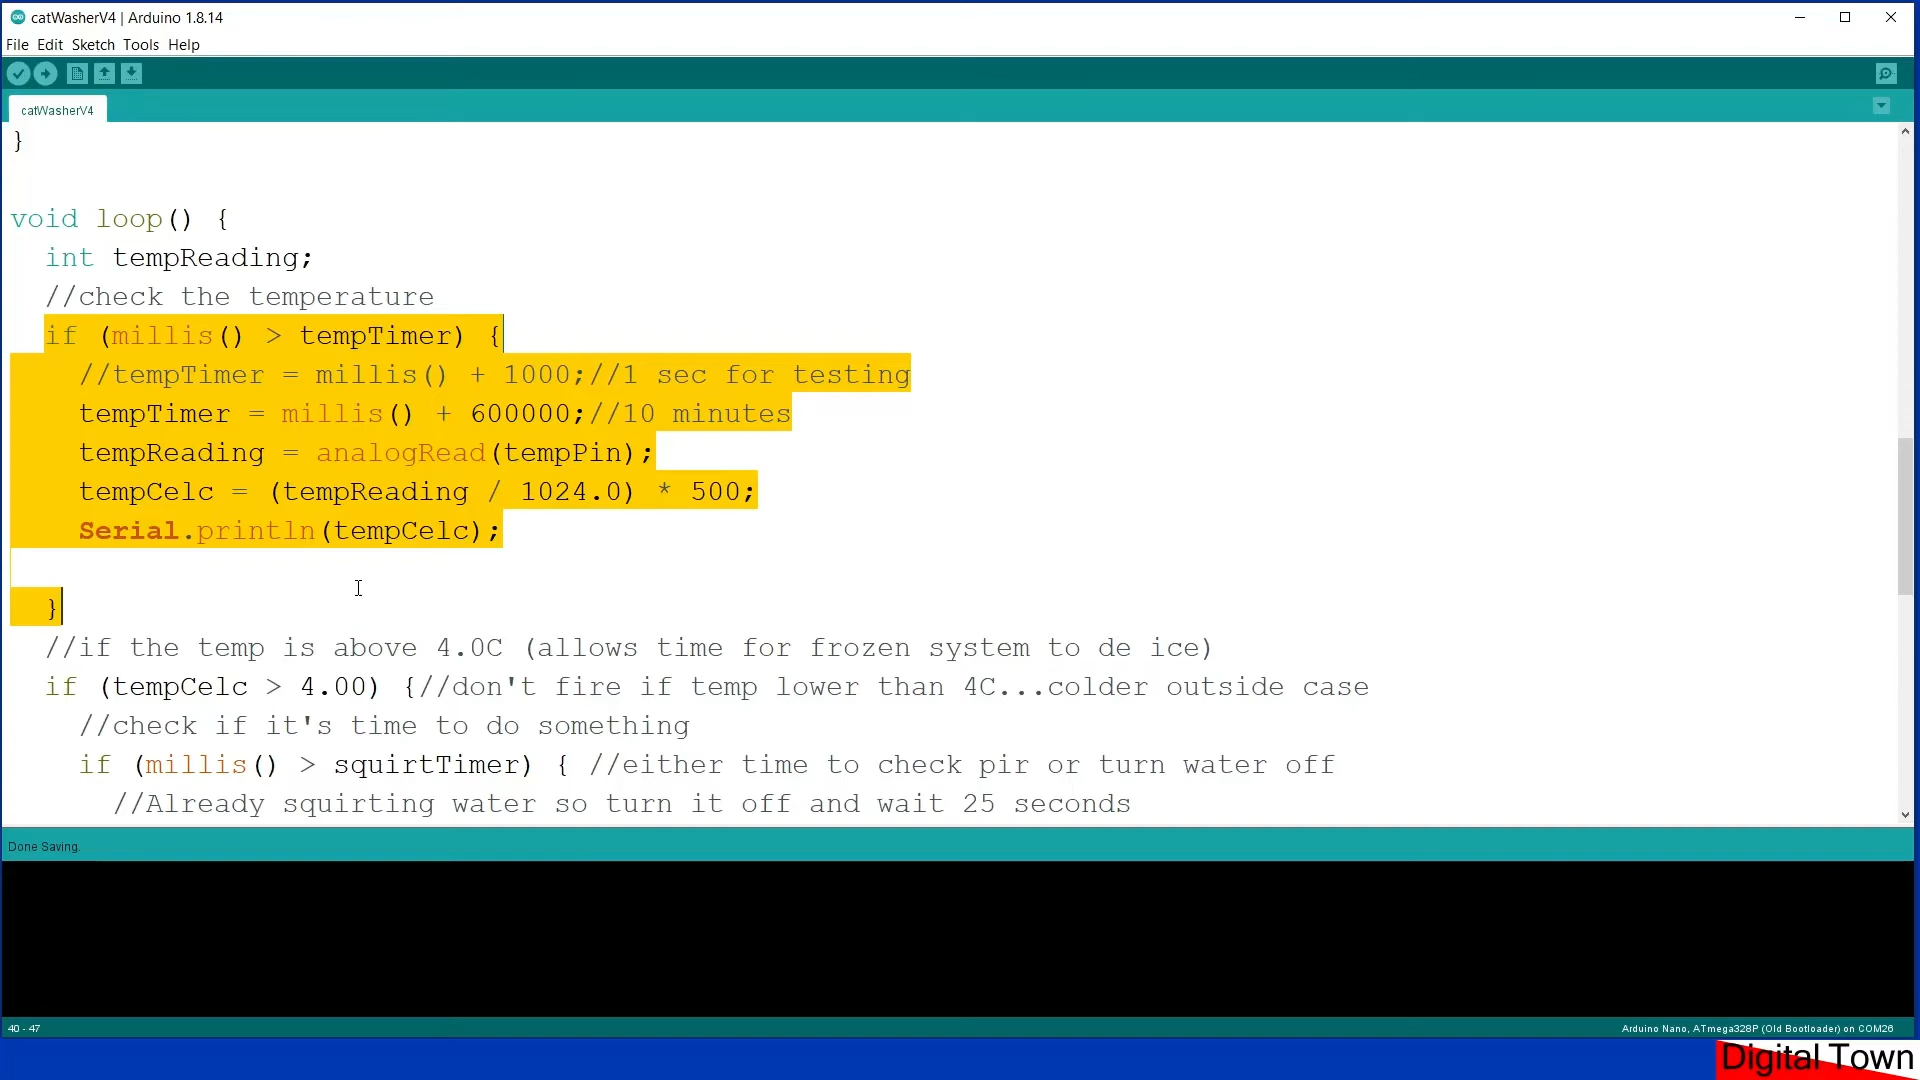 catWasherV4 | Arduino 1.8.14
File Edit Sketch Tools Help
catWasherV4
}
void loop() {
int tempReading;
//check the temperature
if (millis() > tempTimer) {
//tempTimer = millis() + 1000;//1 sec for testing
tempTimer = millis() + 600000;//10 minutes
tempReading = analogRead(tempPin);
tempCelc = (tempReading / 1024.0) * 500;
Serial.println(tempCelc);
}
//if the temp is above 4.0C (allows time for frozen system to de ice)
if (tempCelc > 4.00) {//don't fire if temp lower than 4C...colder outside case
//check if it's time to do something
if (millis() > squirtTimer) { //either time to check pir or turn water off
//Already squirting water so turn it off and wait 25 seconds
Done Saving.
40 - 47
Arduino Nano, ATmega328P (Old Bootloader) on COM26
Digital Town